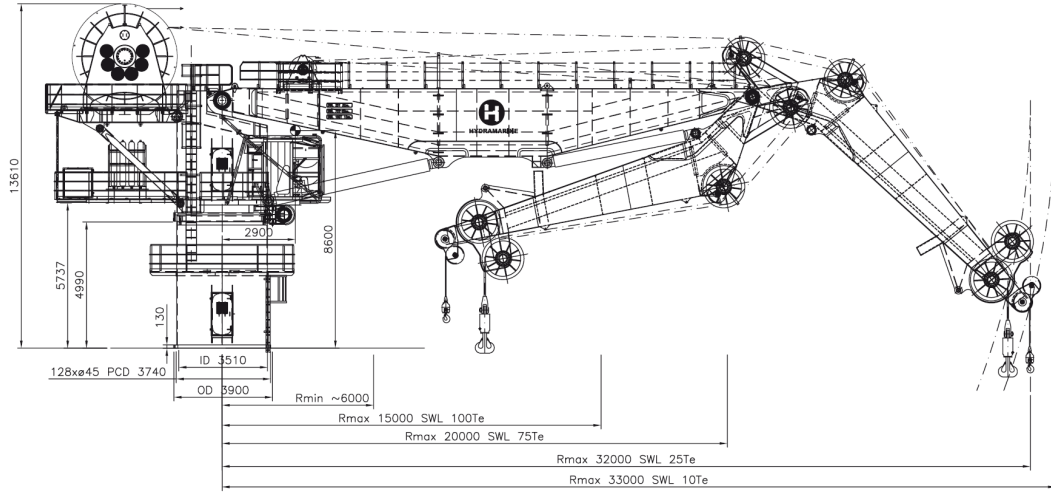 H
HYDRAMARINE
13610
2900
8600
5737
4990
130
ID 3510
128xø45 PCD 3740
OD 3900
Rmin ~6000
Rmax 15000 SWL 100Te
Rmax 20000 SWL 75Te
Rmax 32000 SWL 25Te
Rmax 33000 SWL 10Te